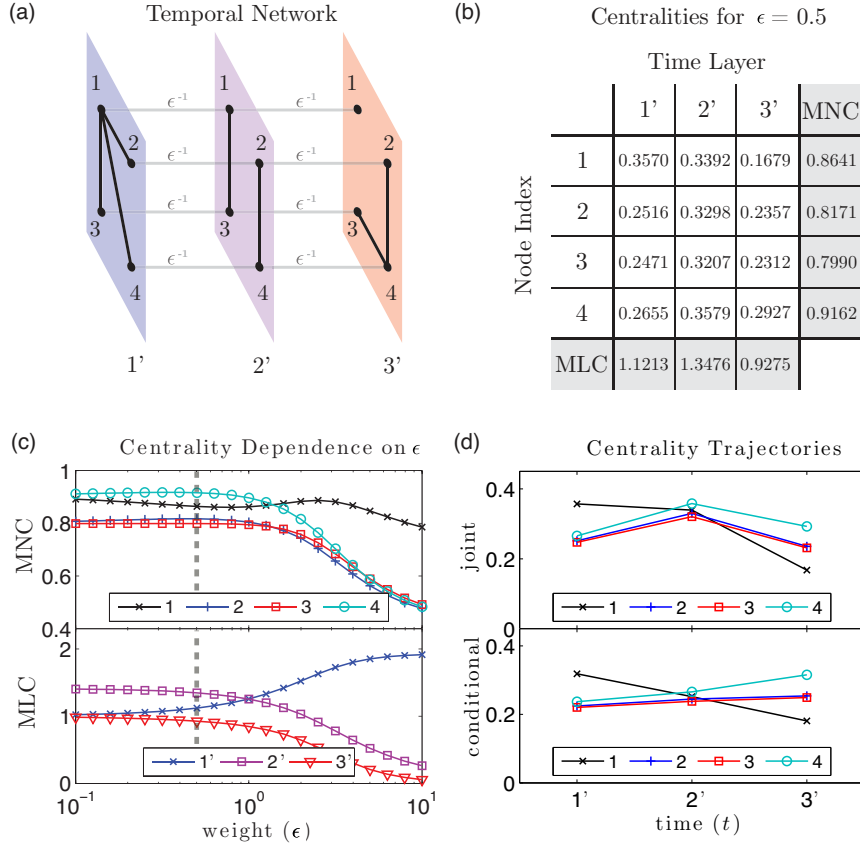 (a) Temporal Network
1 ϵ⁻¹ 1 ϵ⁻¹ 1
2 ϵ⁻¹ 2 ϵ⁻¹ 2
3 ϵ⁻¹ 3 ϵ⁻¹ 3
4 ϵ⁻¹ 4 ϵ⁻¹ 4
1' 2' 3'
(b) Centralities for ϵ = 0.5
Time Layer
1' 2' 3' MNC
Node Index
1 0.3570 0.3392 0.1679 0.8641
2 0.2516 0.3298 0.2357 0.8171
3 0.2471 0.3207 0.2312 0.7990
4 0.2655 0.3579 0.2927 0.9162
MLC 1.1213 1.3476 0.9275
(c) Centrality Dependence on ϵ
MNC
1
0.8
0.6
0.4
1 2 3 4
MLC
2
1
0
1' 2' 3'
10⁻¹ 10⁰ 10¹
weight (ϵ)
(d) Centrality Trajectories
joint
0.4
0.2
0
1 2 3 4
conditional
0.4
0.2
0
1 2 3 4
1' 2' 3'
time (t)